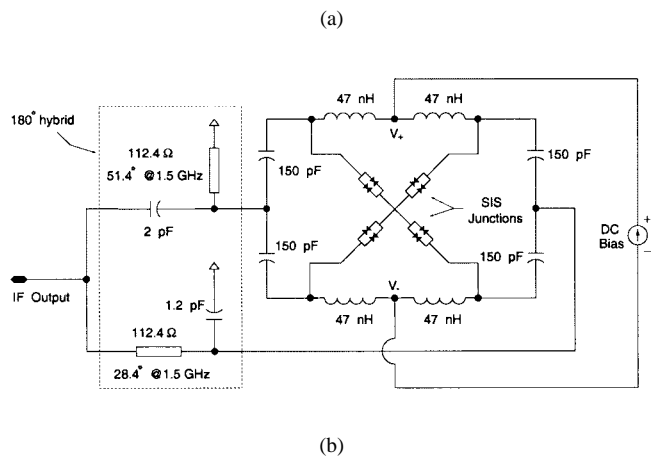 (a)
180° hybrid
112.4 Ω
51.4° @1.5 GHz
2 pF
1.2 pF
112.4 Ω
28.4° @1.5 GHz
IF Output
47 nH
47 nH
V+
150 pF
150 pF
150 pF
150 pF
SIS
Junctions
V-
47 nH
47 nH
DC
Bias
+
–
(b)